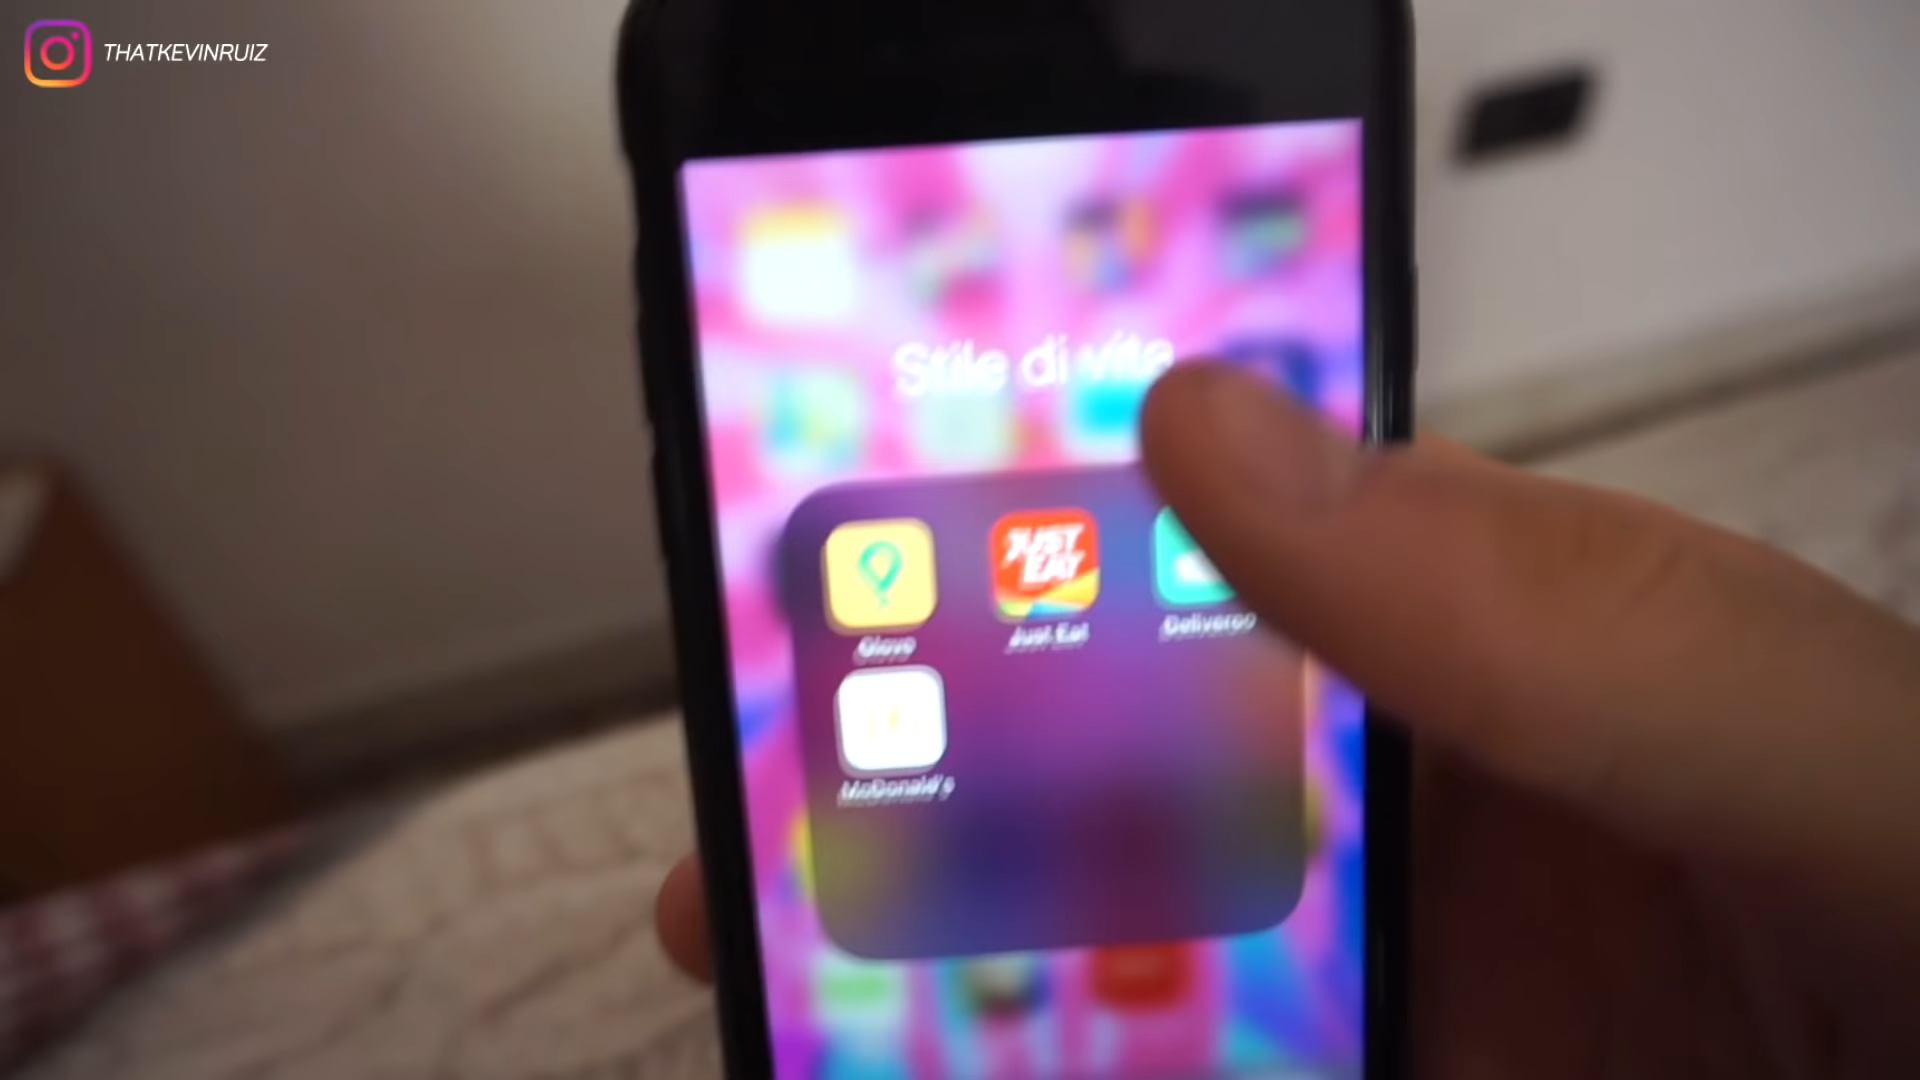 THATKEVINRUIZ
Stile di vita
JUST
EAT
Glovo
Just Eat
Deliveroo
McDonald's